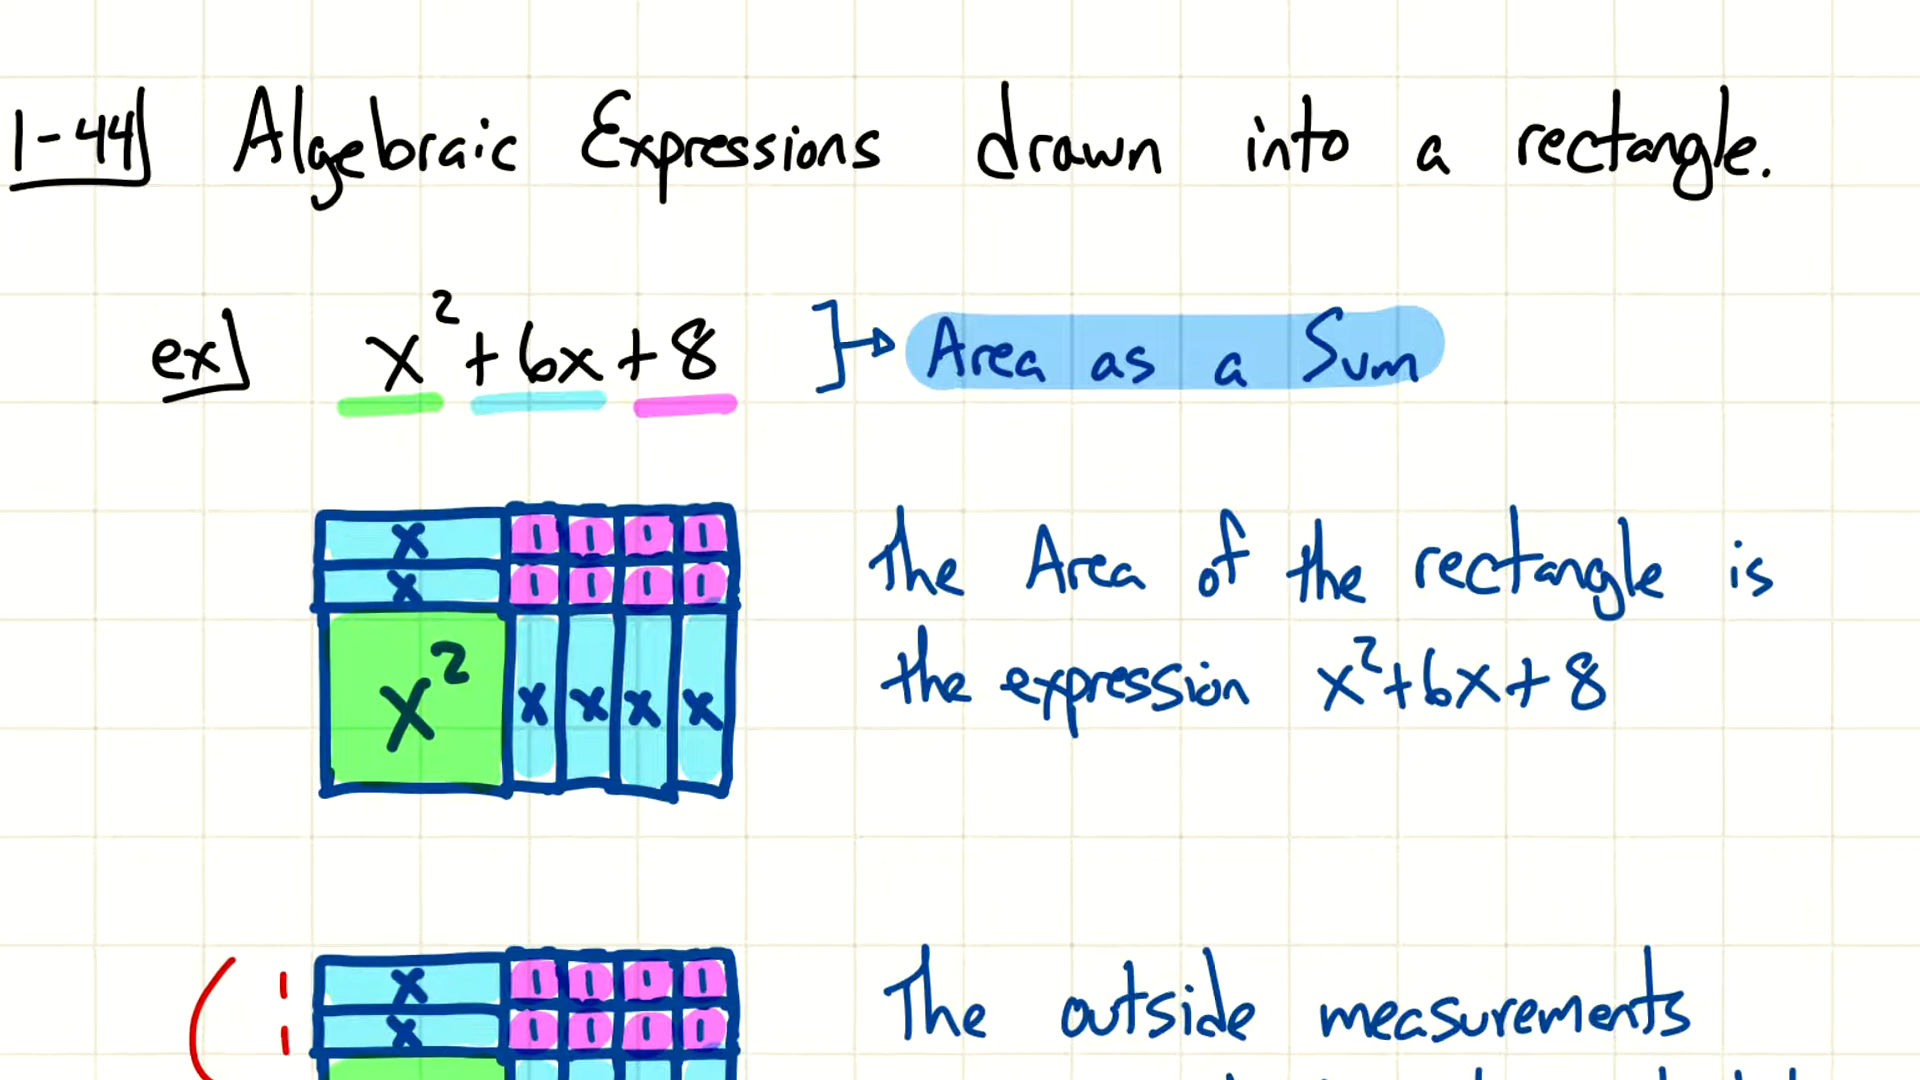 1-44 Algebraic Expressions drawn into a rectangle.
ex] x² + 6x + 8 Area as a Sum
x 1 1 1 1
x 1 1 1 1
x² x x x x
The Area of the rectangle is
the expression x²+6x+8
1 x 1 1 1 1
1 x 1 1 1 1
The outside measurements